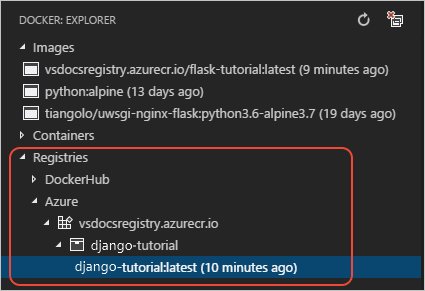 DOCKER: EXPLORER
Images
vsdocsregistry.azurecr.io/flask-tutorial:latest (9 minutes ago)
python:alpine (13 days ago)
tiangolo/uwsgi-nginx-flask:python3.6-alpine3.7 (19 days ago)
Containers
Registries
DockerHub
Azure
vsdocsregistry.azurecr.io
django-tutorial
django-tutorial:latest (10 minutes ago)